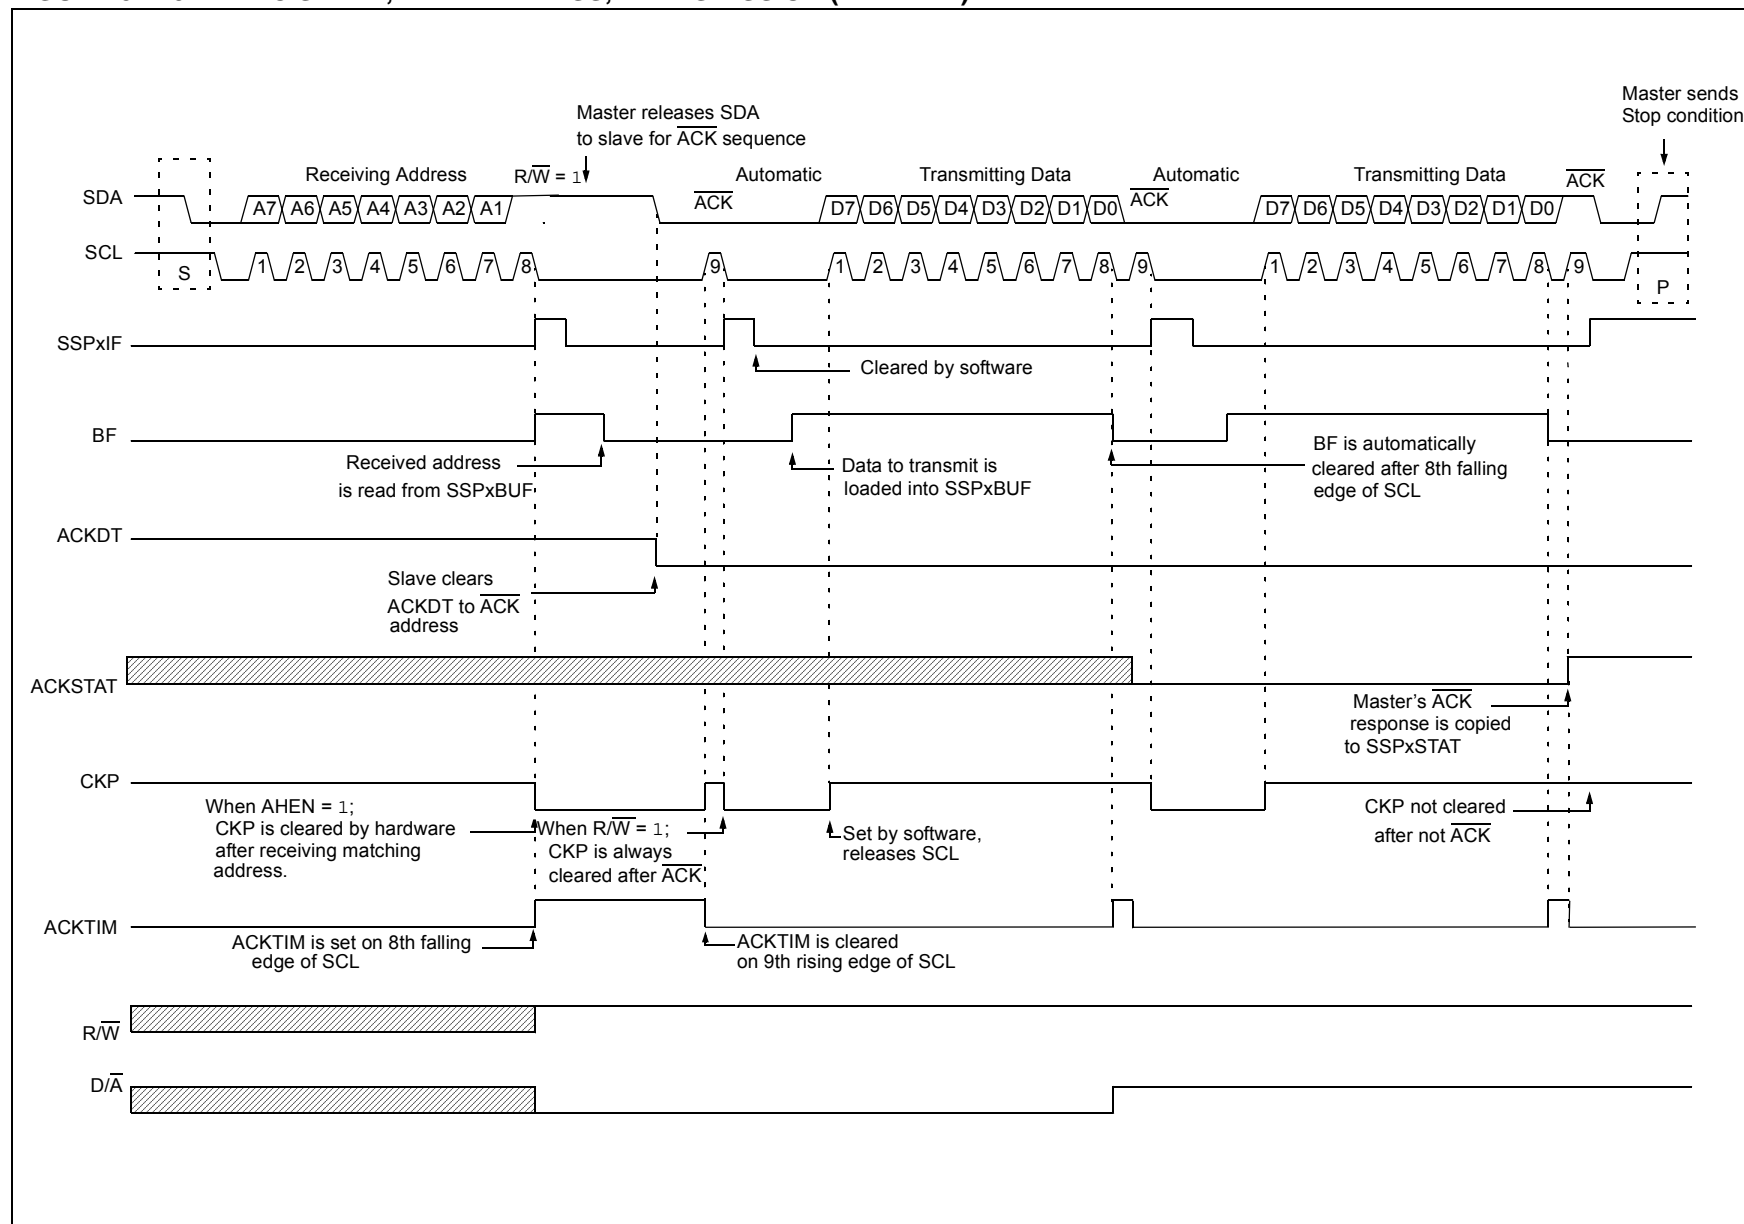 Master sends
Stop condition
Master releases SDA
to slave for ACK sequence
Receiving Address
R/W = 1
Automatic
Transmitting Data
Automatic
Transmitting Data
ACK
SDA
A7 A6 A5 A4 A3 A2 A1
ACK
D7 D6 D5 D4 D3 D2 D1 D0
ACK
D7 D6 D5 D4 D3 D2 D1 D0
SCL
S
1 2 3 4 5 6 7 8 9
1 2 3 4 5 6 7 8 9
1 2 3 4 5 6 7 8 9
P
SSPxIF
Cleared by software
BF
Received address
is read from SSPxBUF
Data to transmit is
loaded into SSPxBUF
BF is automatically
cleared after 8th falling
edge of SCL
ACKDT
Slave clears
ACKDT to ACK
address
ACKSTAT
Master's ACK
response is copied
to SSPxSTAT
CKP
When AHEN = 1;
CKP is cleared by hardware
after receiving matching
address.
When R/W = 1;
CKP is always
cleared after ACK
Set by software,
releases SCL
CKP not cleared
after not ACK
ACKTIM
ACKTIM is set on 8th falling
edge of SCL
ACKTIM is cleared
on 9th rising edge of SCL
R/W
D/A